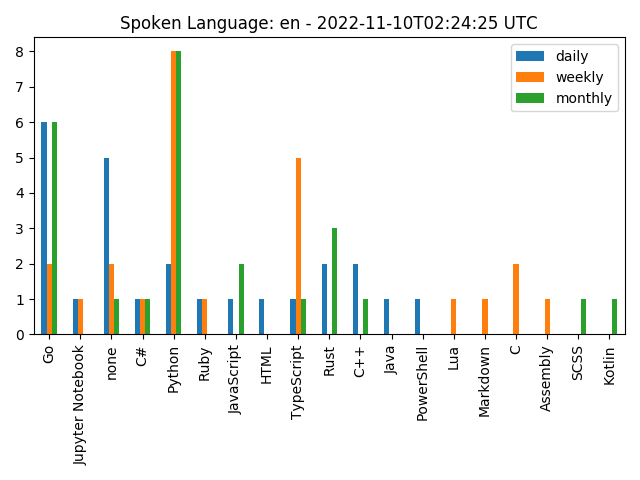 Spoken Language: en - 2022-11-10T02:24:25 UTC
daily
weekly
monthly
8
7
6
5
4
3
2
1
0
Go
Jupyter Notebook
none
C#
Python
Ruby
JavaScript
HTML
TypeScript
Rust
C++
Java
PowerShell
Lua
Markdown
C
Assembly
SCSS
Kotlin